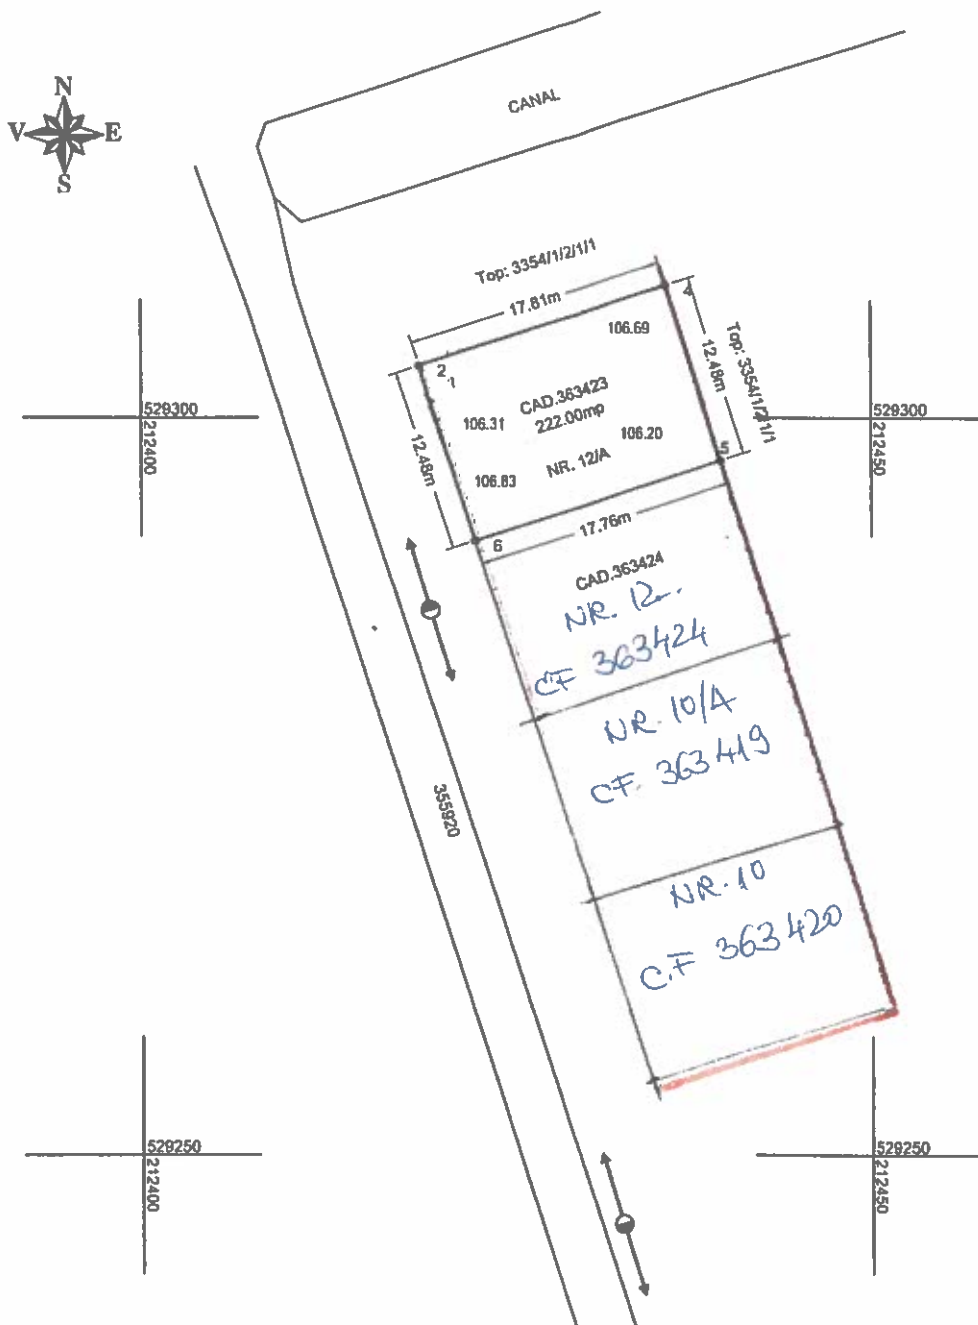 N
V E
S
CANAL
Top: 3354/1/2/1/1
17.81m
4
106.69
2
1
12.48m
Top: 3354/1/2/1/1
CAD.363423
222.00mp
106.31
106.20
12.48m
NR. 12/A
106.83
5
529300
212400
529300
212450
17.76m
6
CAD.363424
NR. 12
CF 363424
NR. 10/A
CF. 363419
355920
NR. 10
C.F 363420
529250
212400
529250
212450